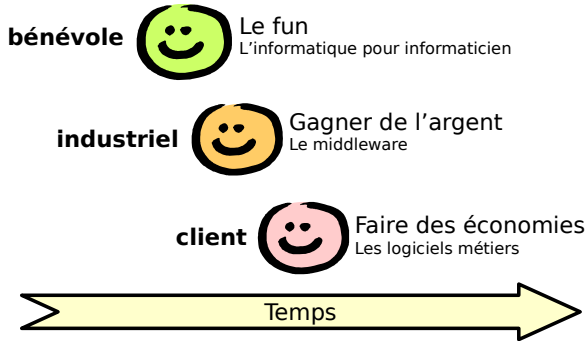 bénévole
Le fun
L’informatique pour informaticien
industriel
Gagner de l’argent
Le middleware
client
Faire des économies
Les logiciels métiers
Temps